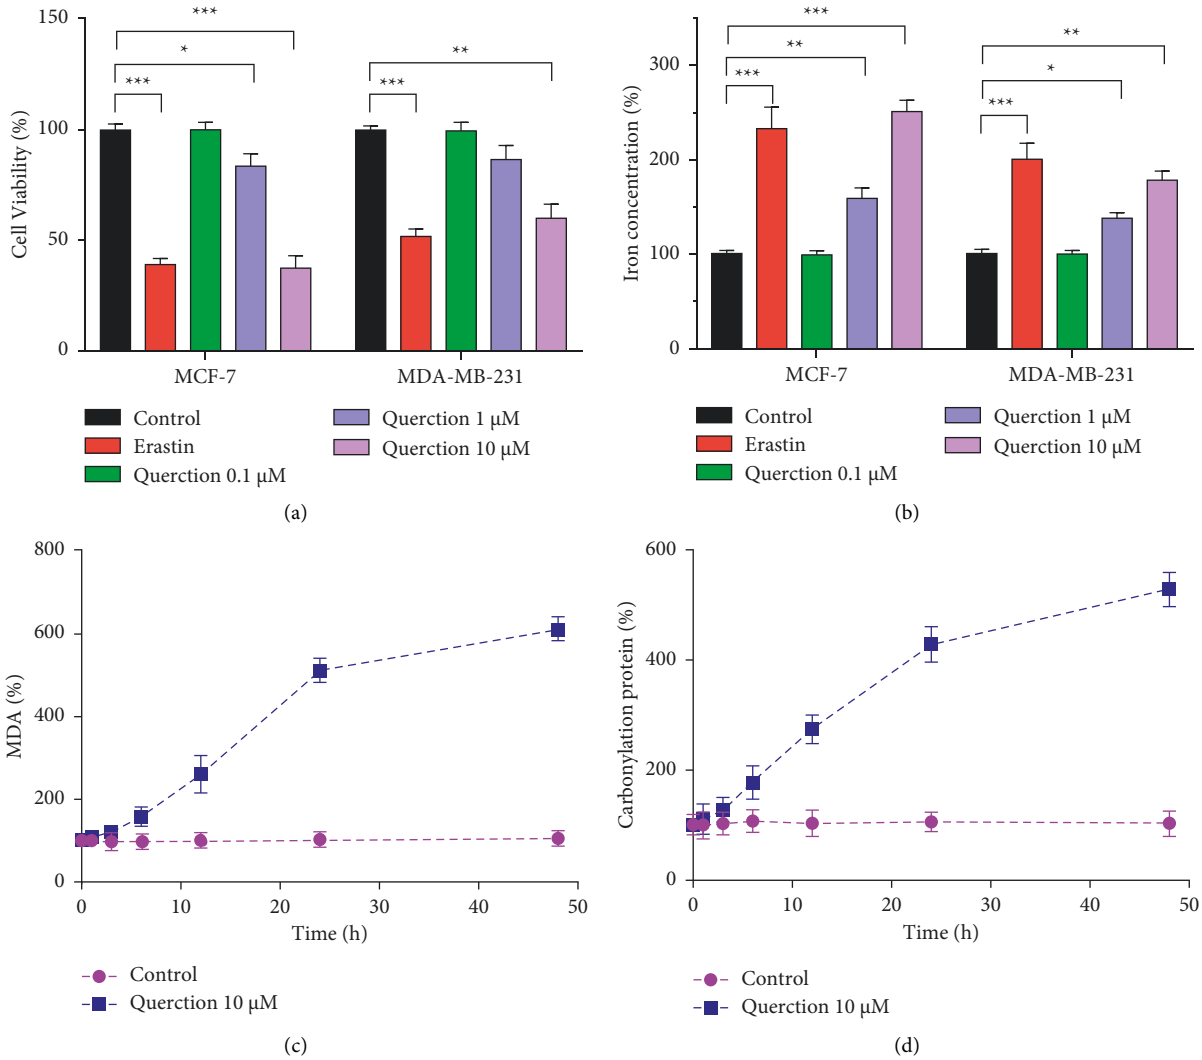 150
100
50
0
Cell Viability (%)
***
*
***
**
***
MCF-7
MDA-MB-231
Control
Erastin
Querction 0.1 μM
Querction 1 μM
Querction 10 μM
(a)
300
200
100
0
Iron concentration (%)
***
**
***
**
*
***
MCF-7
MDA-MB-231
Control
Erastin
Querction 0.1 μM
Querction 1 μM
Querction 10 μM
(b)
800
600
400
200
0
MDA (%)
0 10 20 30 40 50
Time (h)
Control
Querction 10 μM
(c)
600
400
200
0
Carbonylation protein (%)
0 10 20 30 40 50
Time (h)
Control
Querction 10 μM
(d)